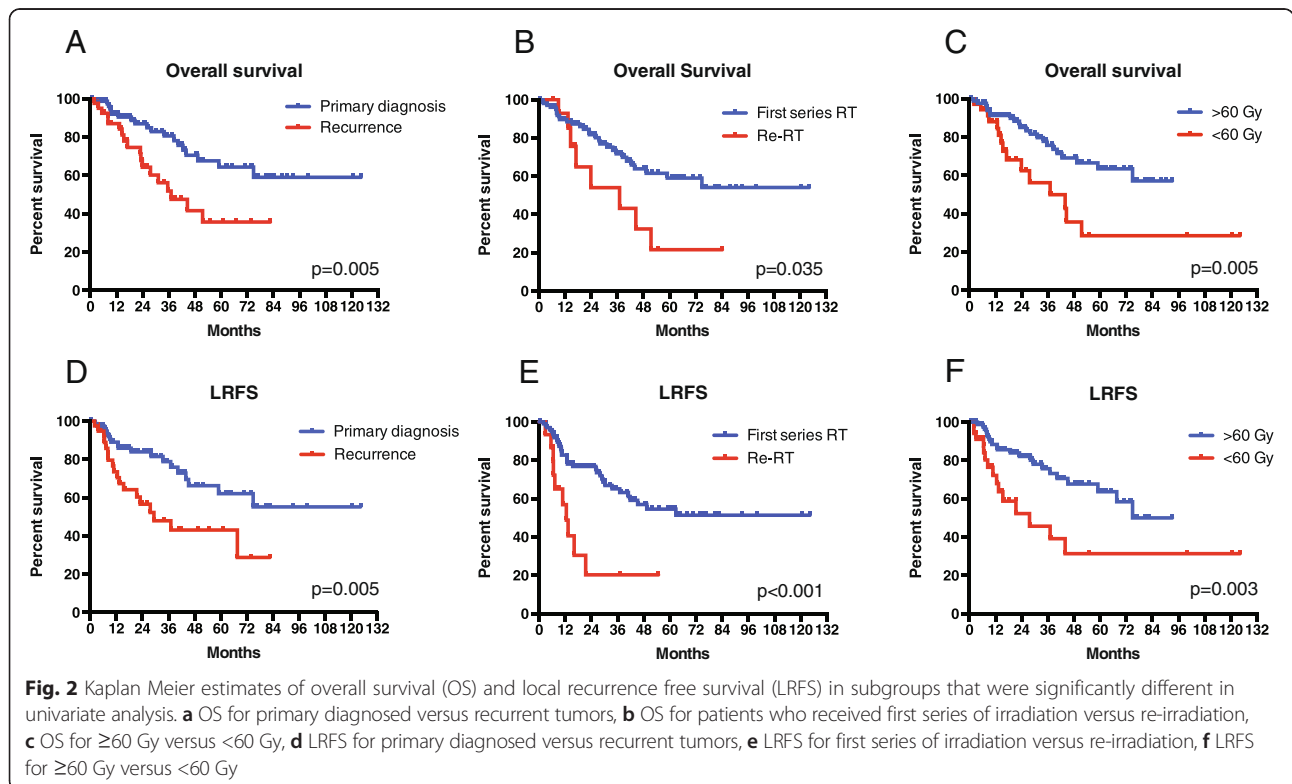 A
Overall survival
Primary diagnosis
Recurrence
Percent survival
100
80
60
40
20
0
p=0.005
0 12 24 36 48 60 72 84 96 108 120 132
Months
B
Overall Survival
First series RT
Re-RT
Percent survival
100
80
60
40
20
0
p=0.035
0 12 24 36 48 60 72 84 96 108 120 132
Months
C
Overall survival
>60 Gy
<60 Gy
Percent survival
100
80
60
40
20
0
p=0.005
0 12 24 36 48 60 72 84 96 108 120 132
Months
D
LRFS
Primary diagnosis
Recurrence
Percent survival
100
80
60
40
20
0
p=0.005
0 12 24 36 48 60 72 84 96 108 120 132
Months
E
LRFS
First series RT
Re-RT
Percent survival
100
80
60
40
20
0
p<0.001
0 12 24 36 48 60 72 84 96 108 120 132
Months
F
LRFS
>60 Gy
<60 Gy
Percent survival
100
80
60
40
20
0
p=0.003
0 12 24 36 48 60 72 84 96 108 120 132
Months
Fig. 2 Kaplan Meier estimates of overall survival (OS) and local recurrence free survival (LRFS) in subgroups that were significantly different in
univariate analysis. a OS for primary diagnosed versus recurrent tumors, b OS for patients who received first series of irradiation versus re-irradiation,
c OS for ≥60 Gy versus <60 Gy, d LRFS for primary diagnosed versus recurrent tumors, e LRFS for first series of irradiation versus re-irradiation, f LRFS
for ≥60 Gy versus <60 Gy